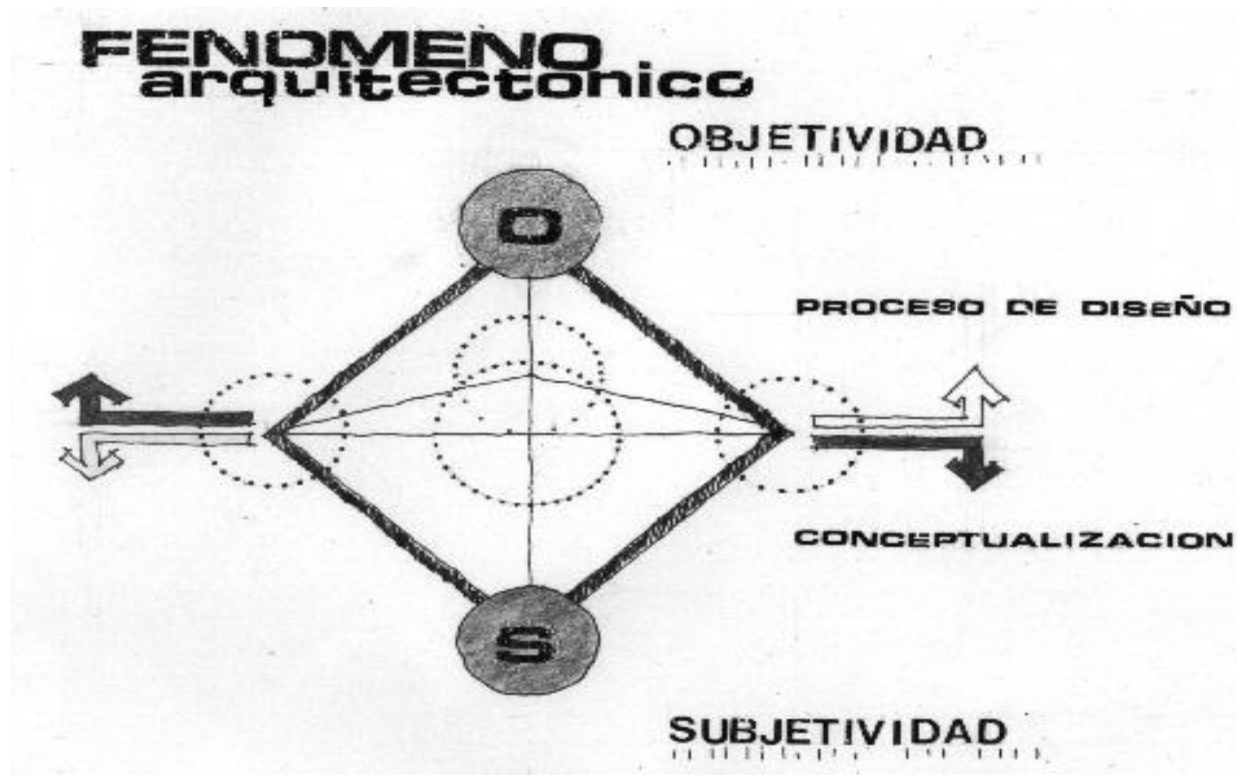 FENOMENO
arquitectonico
OBJETIVIDAD
O
PROCESO DE DISEÑO
CONCEPTUALIZACION
S
SUBJETIVIDAD